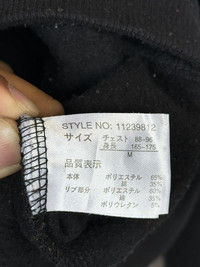 STYLE NO: 11239812
サイズ チェスト 88-96
身長 165-175
M
品質表示
本体 ポリエステル 65%
綿 35%
リブ部分 ポリエステル 60%
綿 35%
ポリウレタン 5%